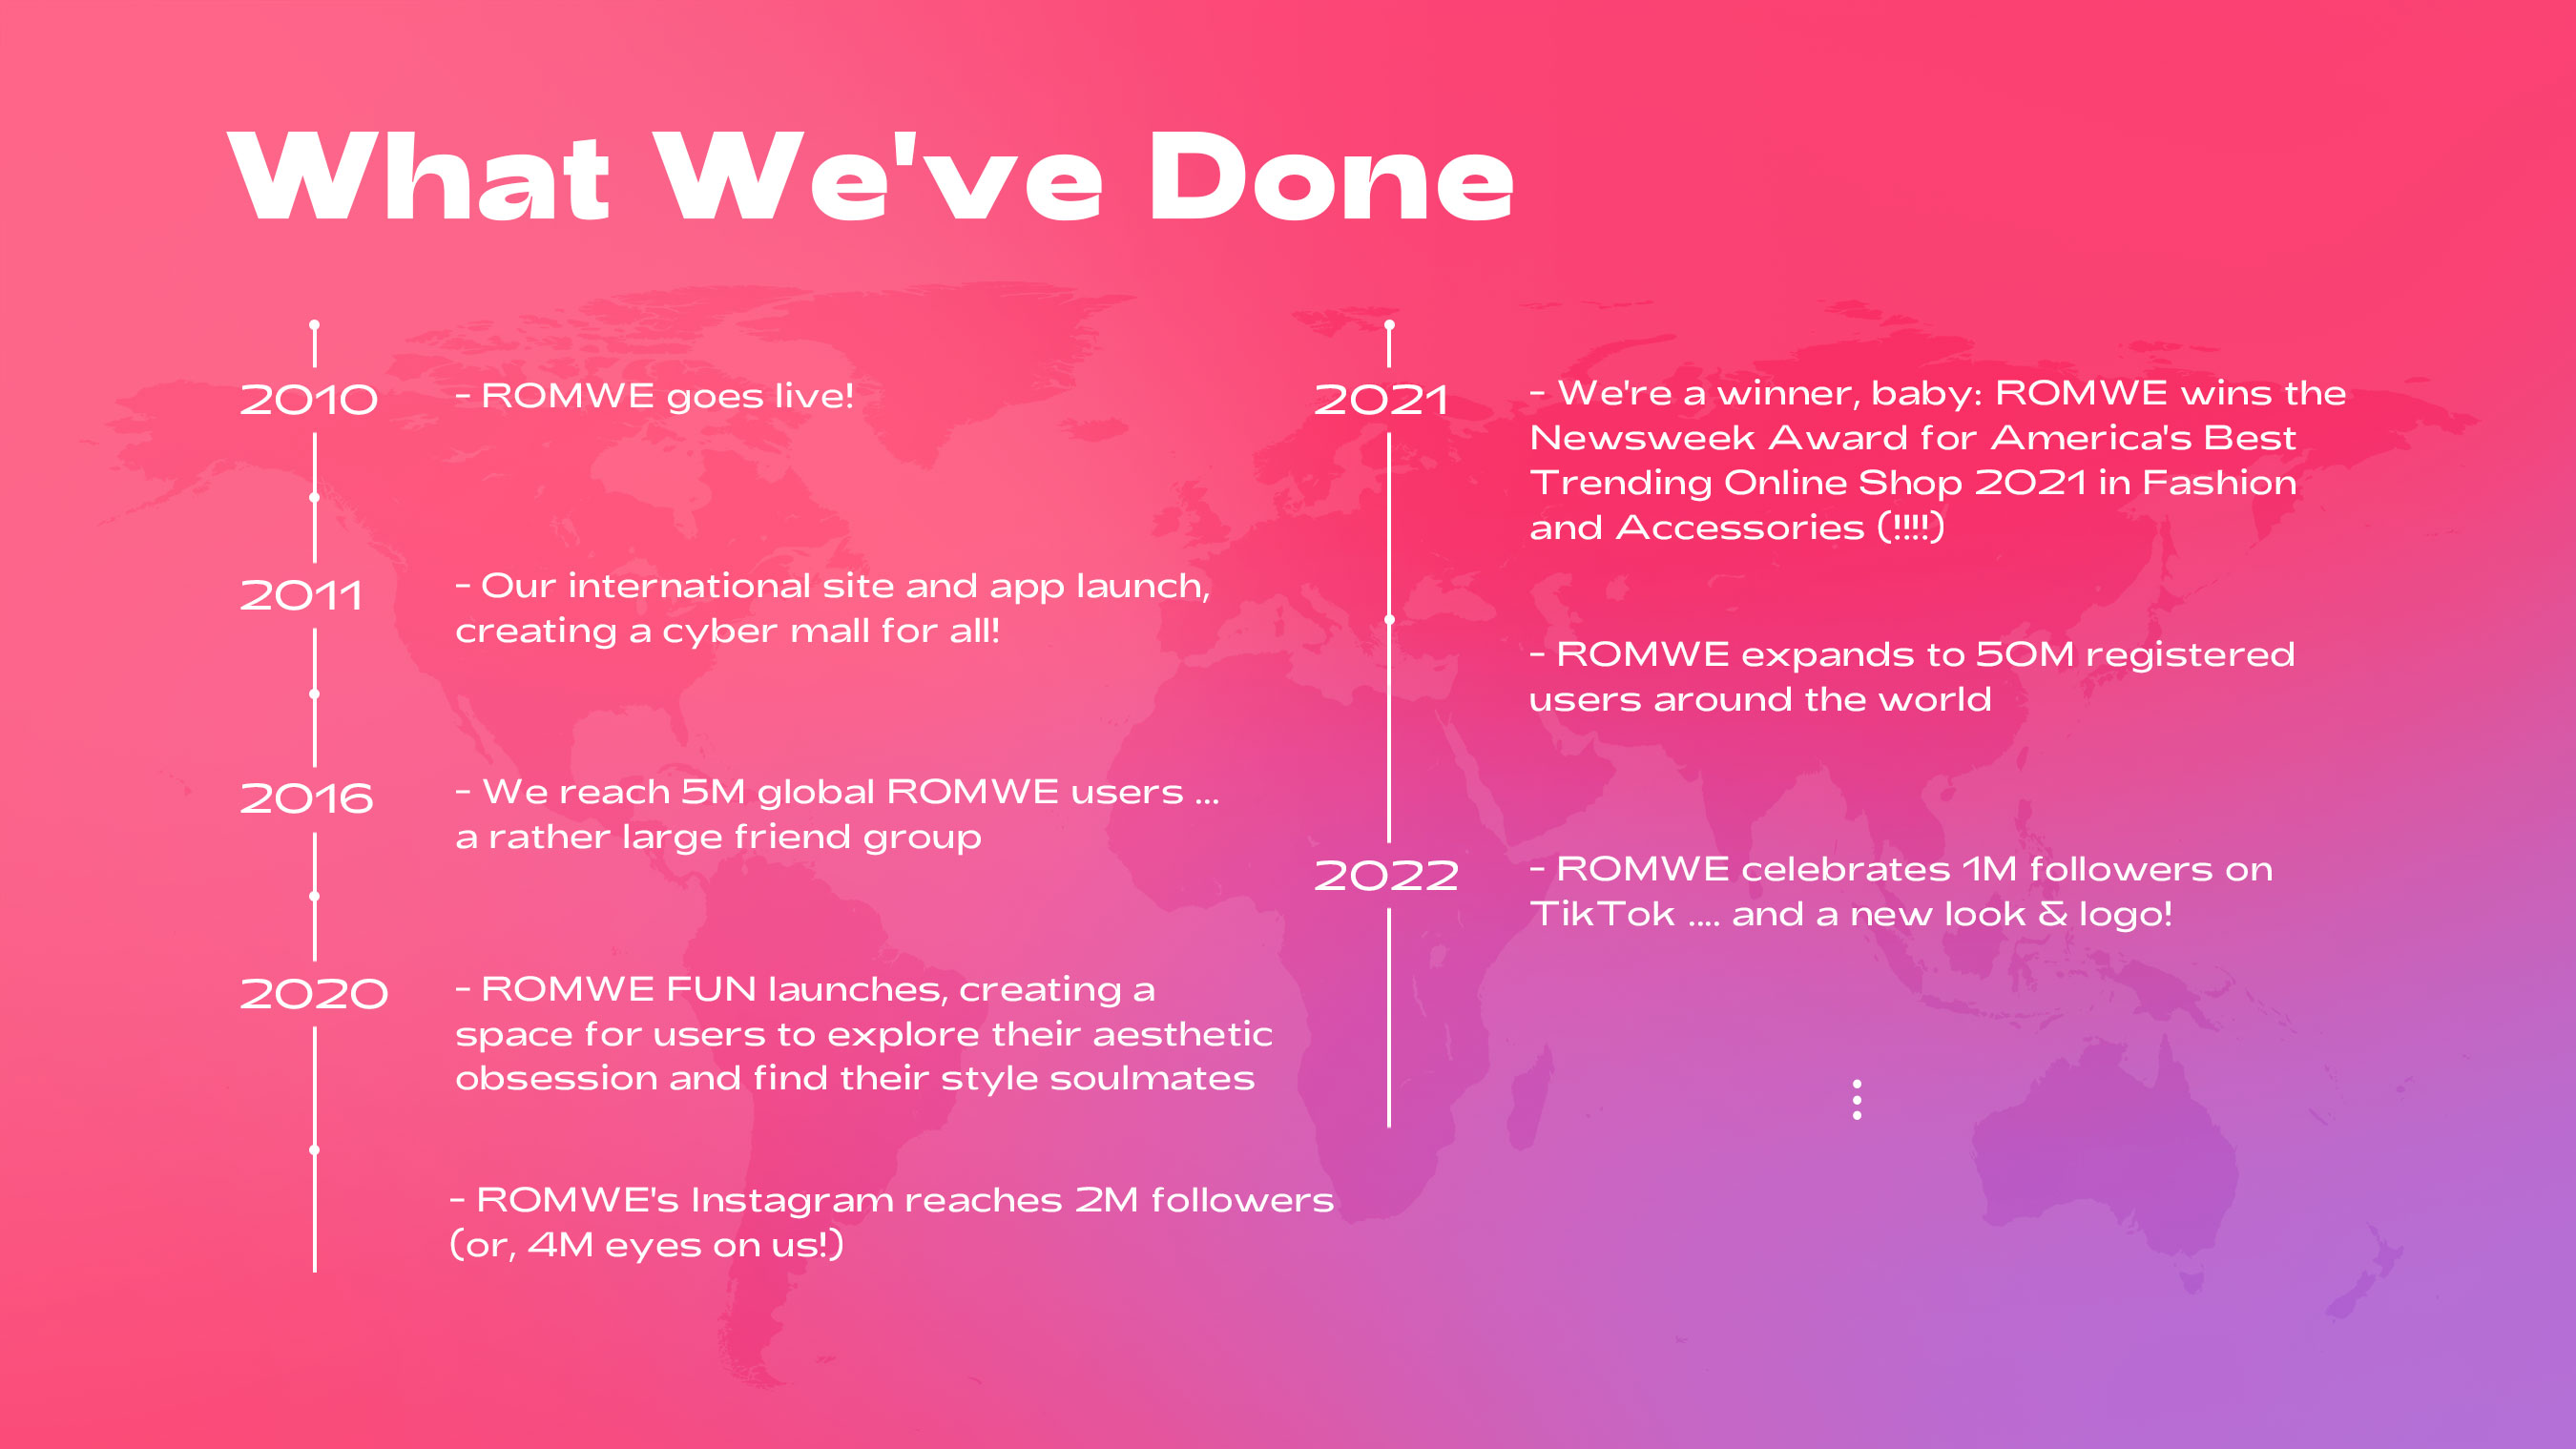 What We've Done
2010
- ROMWE goes live!
2011
- Our international site and app launch,
creating a cyber mall for all!
2016
- We reach 5M global ROMWE users ...
a rather large friend group
2020
- ROMWE FUN launches, creating a
space for users to explore their aesthetic
obsession and find their style soulmates
- ROMWE's Instagram reaches 2M followers
(or, 4M eyes on us!)
2021
- We're a winner, baby: ROMWE wins the
Newsweek Award for America's Best
Trending Online Shop 2021 in Fashion
and Accessories (!!!!)
- ROMWE expands to 50M registered
users around the world
2022
- ROMWE celebrates 1M followers on
TikTok .... and a new look & logo!